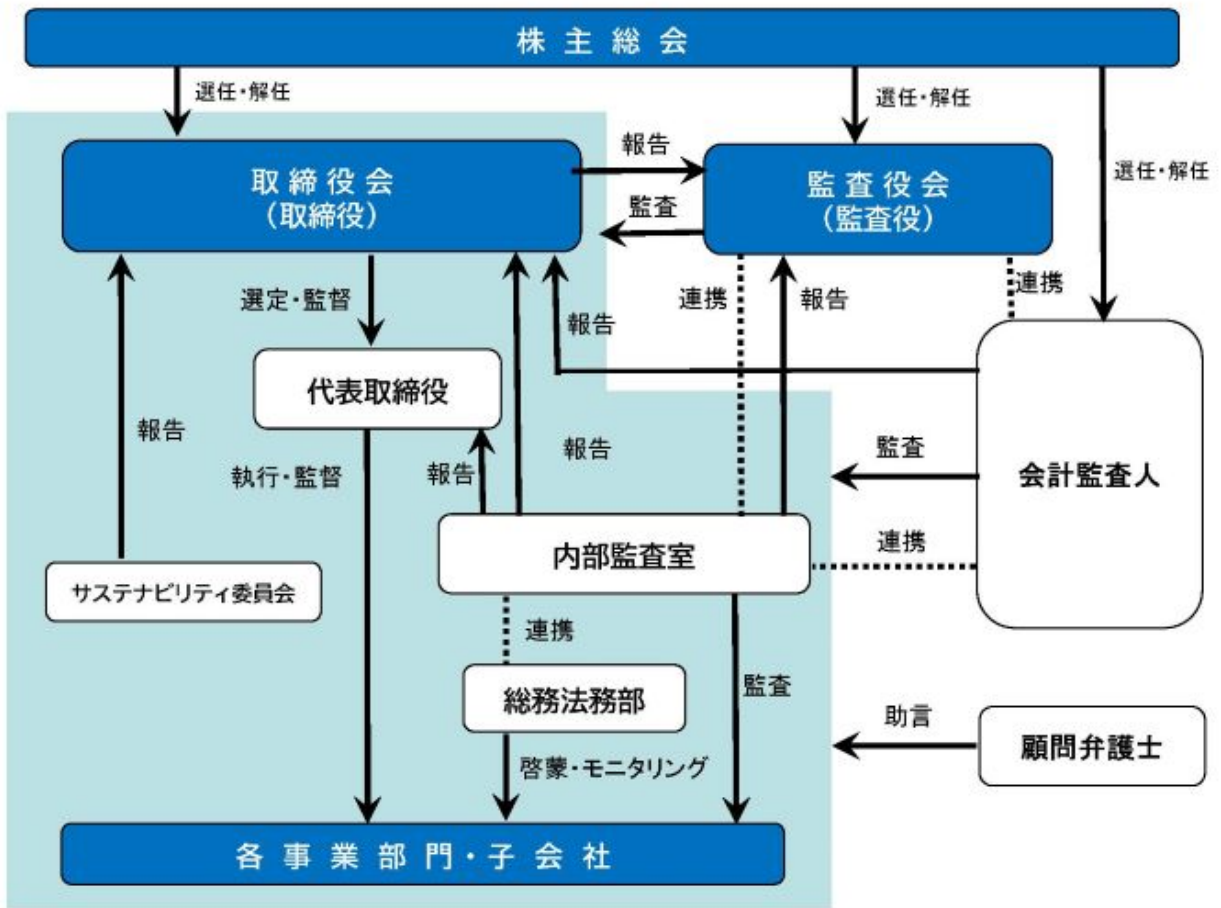 株主総会
選任・解任
選任・解任
選任・解任
取締役会
(取締役)
報告
監査
監査役会
(監査役)
選定・監督
報告
連携
報告
連携
代表取締役
報告
執行・監督
報告
報告
監査
会計監査人
内部監査室
連携
サステナビリティ委員会
連携
総務法務部
監査
助言
顧問弁護士
啓蒙・モニタリング
各事業部門・子会社